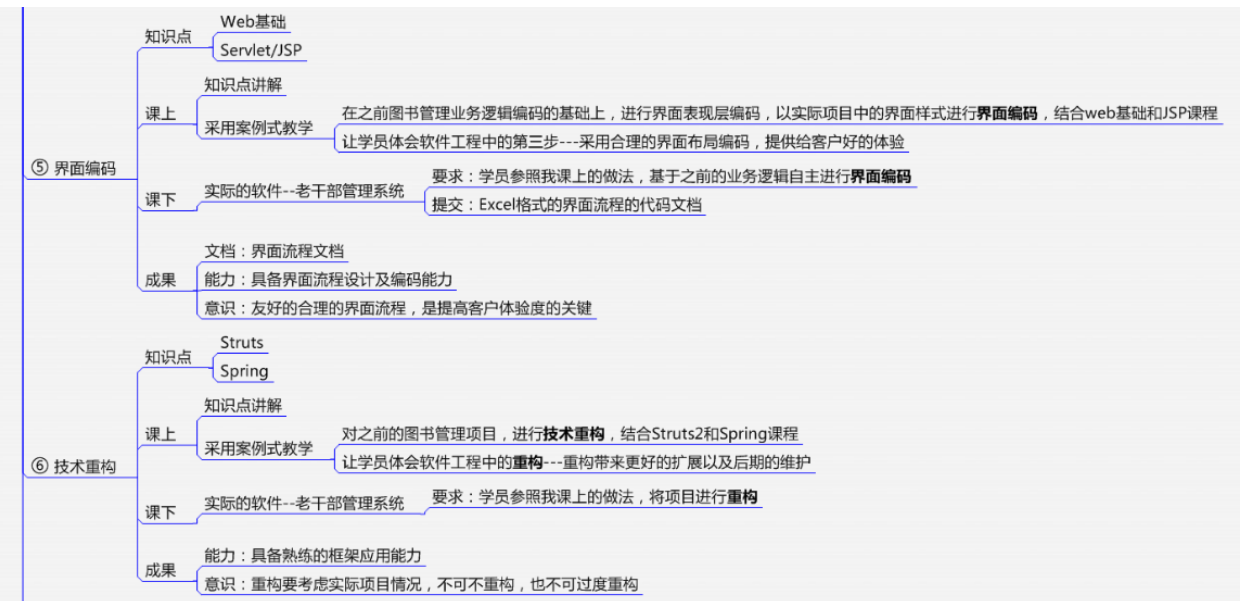 ⑤ 界面编码
知识点
Web基础
Servlet/JSP
课上
知识点讲解
采用案例式教学
在之前图书管理业务逻辑编码的基础上，进行界面表现层编码，以实际项目中的界面样式进行界面编码，结合web基础和JSP课程
让学员体会软件工程中的第三步---采用合理的界面布局编码，提供给客户好的体验
课下
实际的软件--老干部管理系统
要求：学员参照我课上的做法，基于之前的业务逻辑自主进行界面编码
提交：Excel格式的界面流程的代码文档
成果
文档：界面流程文档
能力：具备界面流程设计及编码能力
意识：友好的合理的界面流程，是提高客户体验度的关键
⑥ 技术重构
知识点
Struts
Spring
课上
知识点讲解
采用案例式教学
对之前的图书管理项目，进行技术重构，结合Struts2和Spring课程
让学员体会软件工程中的重构---重构带来更好的扩展以及后期的维护
课下
实际的软件--老干部管理系统
要求：学员参照我课上的做法，将项目进行重构
成果
能力：具备熟练的框架应用能力
意识：重构要考虑实际项目情况，不可不重构，也不可过度重构